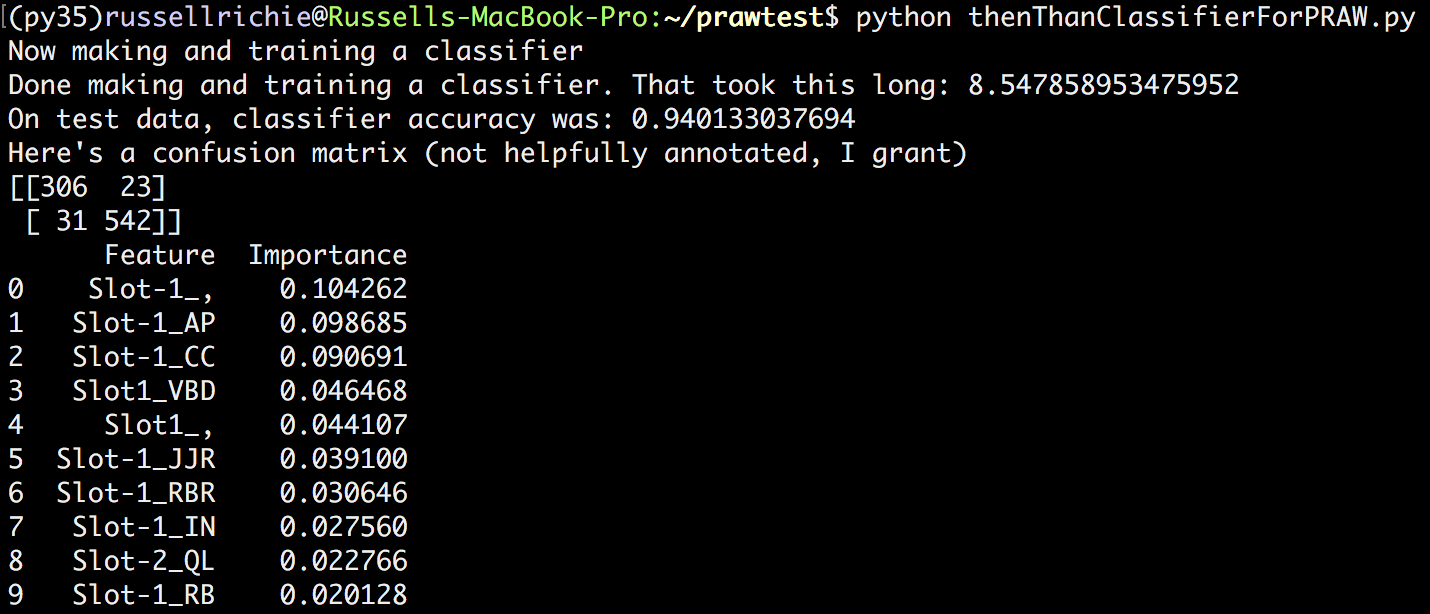 (py35)russellrichie@Russells-MacBook-Pro:~/prawtest$ python thenThanClassifierForPRAW.py
Now making and training a classifier
Done making and training a classifier. That took this long: 8.547858953475952
On test data, classifier accuracy was: 0.940133037694
Here's a confusion matrix (not helpfully annotated, I grant)
[[306  23]
 [ 31 542]]
      Feature  Importance
0    Slot-1_,    0.104262
1   Slot-1_AP    0.098685
2   Slot-1_CC    0.090691
3   Slot1_VBD    0.046468
4     Slot1_,    0.044107
5  Slot-1_JJR    0.039100
6  Slot-1_RBR    0.030646
7   Slot-1_IN    0.027560
8   Slot-2_QL    0.022766
9   Slot-1_RB    0.020128